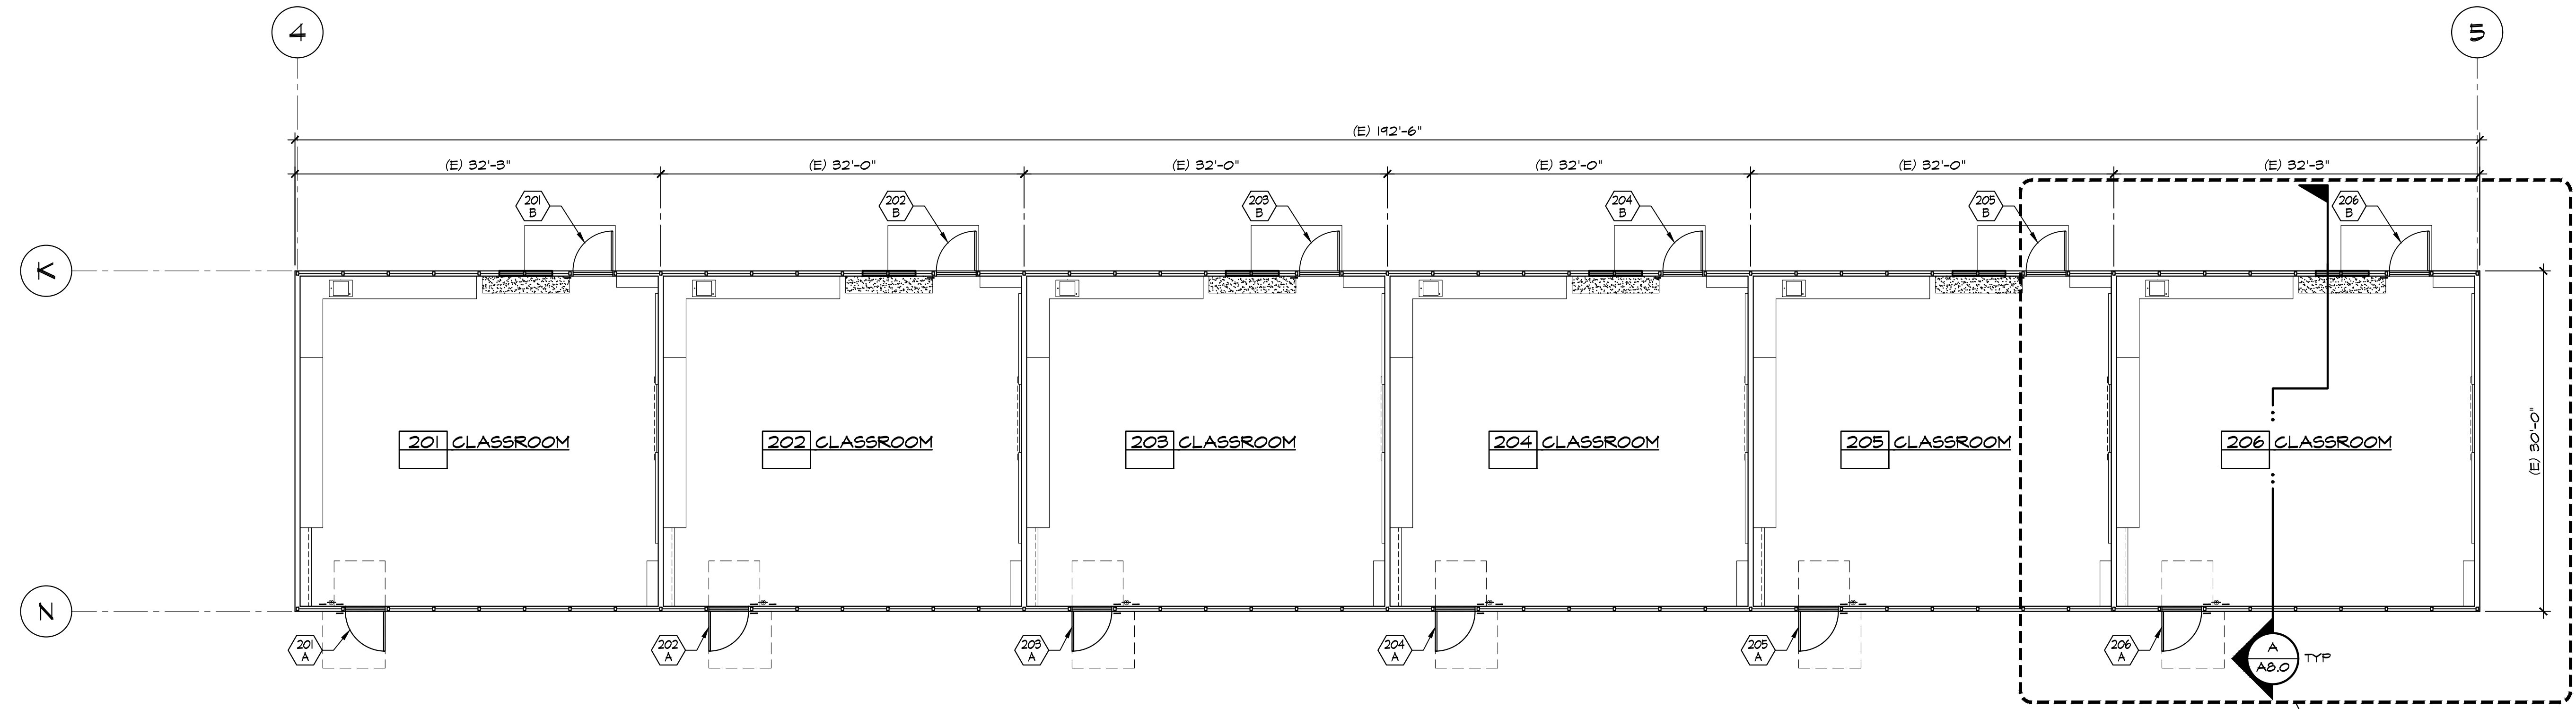 4
5
(E) 192'-6"
(E) 32'-3"
(E) 32'-0"
(E) 32'-0"
(E) 32'-0"
(E) 32'-0"
(E) 32'-3"
201
B
202
B
203
B
204
B
205
B
206
B
K
201 CLASSROOM
202 CLASSROOM
203 CLASSROOM
204 CLASSROOM
205 CLASSROOM
206 CLASSROOM
(E) 30'-0"
N
201
A
202
A
203
A
204
A
205
A
206
A
A
A8.0
TYP